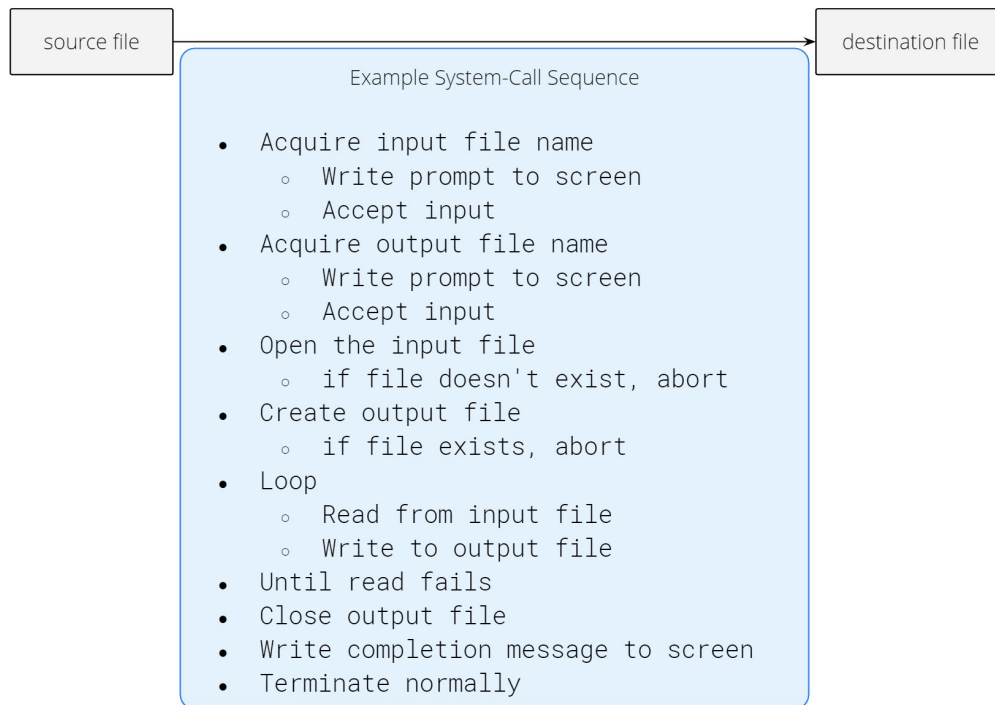 source file
destination file
Example System-Call Sequence
• Acquire input file name
◦ Write prompt to screen
◦ Accept input
• Acquire output file name
◦ Write prompt to screen
◦ Accept input
• Open the input file
◦ if file doesn't exist, abort
• Create output file
◦ if file exists, abort
• Loop
◦ Read from input file
◦ Write to output file
• Until read fails
• Close output file
• Write completion message to screen
• Terminate normally